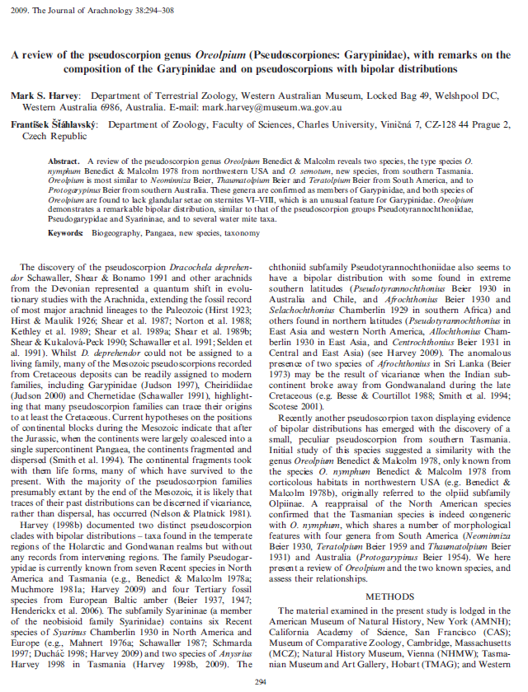 2009. The Journal of Arachnology 38:294–308
A review of the pseudoscorpion genus Oreolpium (Pseudoscorpiones: Garypinidae), with remarks on the
composition of the Garypinidae and on pseudoscorpions with bipolar distributions
Mark S. Harvey: Department of Terrestrial Zoology, Western Australian Museum, Locked Bag 49, Welshpool DC,
Western Australia 6986, Australia. E-mail: mark.harvey@museum.wa.gov.au
František Šťáhlavský: Department of Zoology, Faculty of Sciences, Charles University, Viničná 7, CZ-128 44 Prague 2,
Czech Republic
Abstract. A review of the pseudoscorpion genus Oreolpium Benedict & Malcolm reveals two species, the type species O.
nymphum Benedict & Malcolm 1978 from northwestern USA and O. semotum, new species, from southern Tasmania.
Oreolpium is most similar to Neominniza Beier, Thaumatolpium Beier and Teratolpium Beier from South America, and to
Protogarypinus Beier from southern Australia. These genera are confirmed as members of Garypinidae, and both species of
Oreolpium are found to lack glandular setae on sternites VI–VIII, which is an unusual feature for Garypinidae. Oreolpium
demonstrates a remarkable bipolar distribution, similar to that of the pseudoscorpion groups Pseudotyrannochthoniidae,
Pseudogarypidae and Syarininae, and to several water mite taxa.
Keywords: Biogeography, Pangaea, new species, taxonomy
The discovery of the pseudoscorpion Dracochela deprehen-
dor Schawaller, Shear & Bonamo 1991 and other arachnids
from the Devonian represented a quantum shift in evolu-
tionary studies with the Arachnida, extending the fossil record
of most major arachnid lineages to the Paleozoic (Hirst 1923;
Hirst & Maulik 1926; Shear et al. 1987; Norton et al. 1988;
Kethley et al. 1989; Shear et al. 1989a; Shear et al. 1989b;
Shear & Kukalová-Peck 1990; Schawaller et al. 1991; Selden et
al. 1991). Whilst D. deprehendor could not be assigned to a
living family, many of the Mesozoic pseudoscorpions recorded
from Cretaceous deposits can be readily assigned to modern
families, including Garypinidae (Judson 1997), Cheiridiidae
(Judson 2000) and Chernetidae (Schawaller 1991), highlight-
ing that many pseudoscorpion families can trace their origins
to at least the Cretaceous. Current hypotheses on the positions
of continental blocks during the Mesozoic indicate that after
the Jurassic, when the continents were largely coalesced into a
single supercontinent Pangaea, the continents fragmented and
dispersed (Smith et al. 1994). The continental fragments took
with them life forms, many of which have survived to the
present. With the majority of the pseudoscorpion families
presumably extant by the end of the Mesozoic, it is likely that
traces of their past distributions can be discerned if vicariance,
rather than dispersal, has occurred (Nelson & Platnick 1981).
Harvey (1998b) documented two distinct pseudoscorpion
clades with bipolar distributions – taxa found in the temperate
regions of the Holarctic and Gondwanan realms but without
any records from intervening regions. The family Pseudogar-
ypidae is currently known from seven Recent species in North
America and Tasmania (e.g., Benedict & Malcolm 1978a;
Muchmore 1981a; Harvey 2009) and four Tertiary fossil
species from European Baltic amber (Beier 1937, 1947;
Henderickx et al. 2006). The subfamily Syarininae (a member
of the neobisioid family Syarinidae) contains six Recent
species of Syarinus Chamberlin 1930 in North America and
Europe (e.g., Mahnert 1976a; Schawaller 1987; Schmarda
1997; Ducháč 1998; Harvey 2009) and two species of Anysrius
Harvey 1998 in Tasmania (Harvey 1998b, 2009). The
chthoniid subfamily Pseudotyrannochthoniinae also seems to
have a bipolar distribution with some found in extreme
southern latitudes (Pseudotyrannochthonius Beier 1930 in
Australia and Chile, and Afrochthonius Beier 1930 and
Selachochthonius Chamberlin 1929 in southern Africa) and
others found in northern latitudes (Pseudotyrannochthonius in
East Asia and western North America, Allochthonius Cham-
berlin 1930 in East Asia, and Centrochthonius Beier 1931 in
Central and East Asia) (see Harvey 2009). The anomalous
presence of two species of Afrochthonius in Sri Lanka (Beier
1973) may be the result of vicariance when the Indian sub-
continent broke away from Gondwanaland during the late
Cretaceous (e.g. Besse & Courtillot 1988; Smith et al. 1994;
Scotese 2001).
Recently another pseudoscorpion taxon displaying evidence
of bipolar distributions has emerged with the discovery of a
small, peculiar pseudoscorpion from southern Tasmania.
Initial study of this species suggested a similarity with the
genus Oreolpium Benedict & Malcolm 1978, only known from
the species O. nymphum Benedict & Malcolm 1978 from
corticolous habitats in northwestern USA (e.g. Benedict &
Malcolm 1978b), originally referred to the olpiid subfamily
Olpiinae. A reappraisal of the North American species
confirmed that the Tasmanian species is indeed congeneric
with O. nymphum, which shares a number of morphological
features with four genera from South America (Neominniza
Beier 1930, Teratolpium Beier 1959 and Thaumatolpium Beier
1931) and Australia (Protogarypinus Beier 1954). We here
present a review of Oreolpium and the two known species, and
assess their relationships.
METHODS
The material examined in the present study is lodged in the
American Museum of Natural History, New York (AMNH);
California Academy of Science, San Francisco (CAS);
Museum of Comparative Zoology, Cambridge, Massachusetts
(MCZ); Natural History Museum, Vienna (NHMW); Tasma-
nian Museum and Art Gallery, Hobart (TMAG); and Western
294